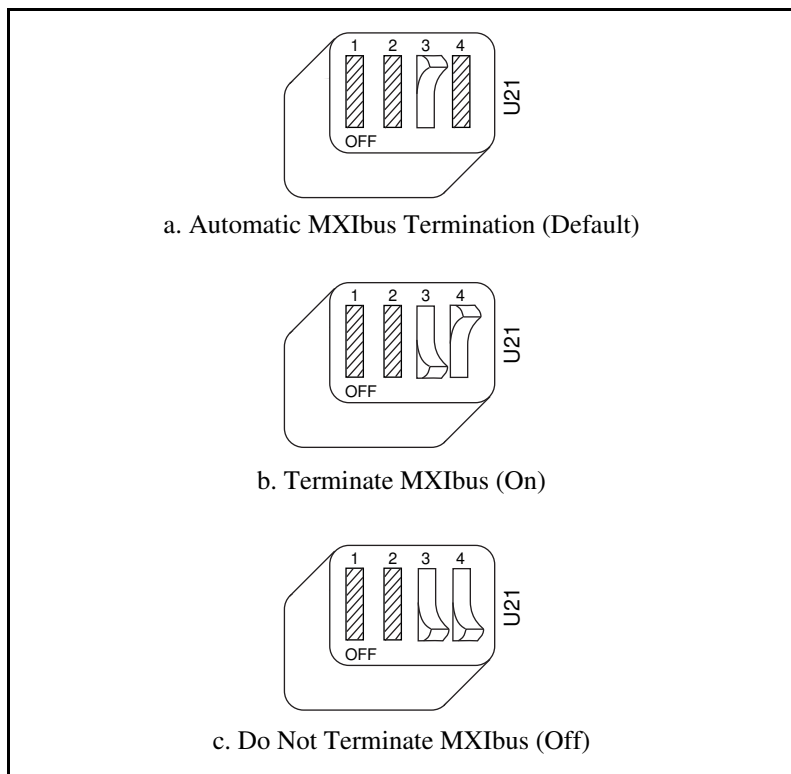 1 2 3 4
OFF
U21
a. Automatic MXIbus Termination (Default)
1 2 3 4
OFF
U21
b. Terminate MXIbus (On)
1 2 3 4
OFF
U21
c. Do Not Terminate MXIbus (Off)